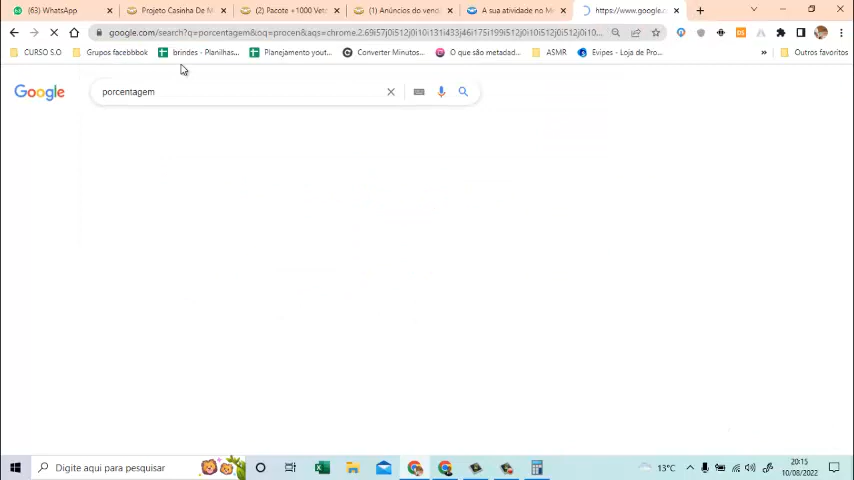 (63) WhatsApp
Projeto Casinha De M
(2) Pacote +1000 Veto
(1) Anúncios do vend
A sua atividade no Me
https://www.google.c
google.com/search?q=porcentagem&oq=procen&aqs=chrome.2.69i57j0i512j0i10i131i433j46i175i199i512j0i512j0i10i512j0i512j0i10...
CURSO S.O
Grupos facebbbok
brindes - Planilhas...
Planejamento yout...
Converter Minutos...
O que são metadad...
ASMR
Evipes - Loja de Pro...
»
Outros favoritos
Google
porcentagem
Digite aqui para pesquisar
13°C
20:15
10/08/2022